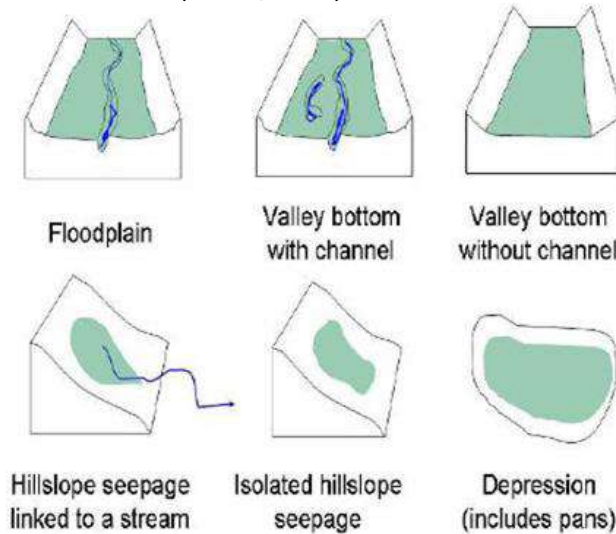 Floodplain
Valley bottom
with channel
Valley bottom
without channel
Hillslope seepage
linked to a stream
Isolated hillslope
seepage
Depression
(includes pans)